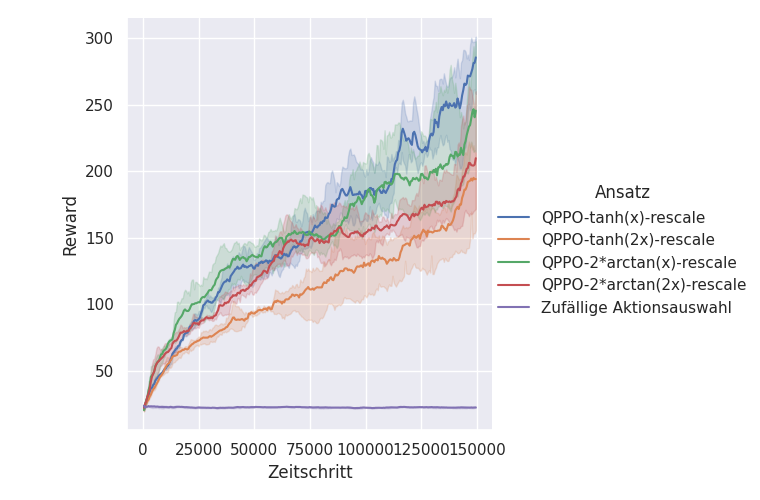 300
250
200
150
100
50
Reward
0 25000 50000 75000 100000 125000 150000
Zeitschritt
Ansatz
QPPO-tanh(x)-rescale
QPPO-tanh(2x)-rescale
QPPO-2*arctan(x)-rescale
QPPO-2*arctan(2x)-rescale
Zufällige Aktionsauswahl